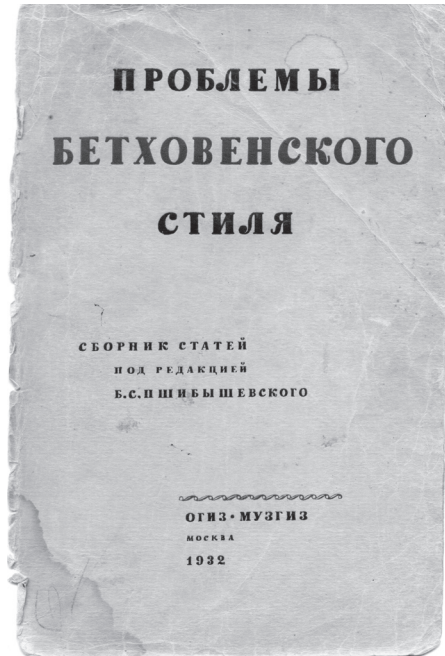 ПРОБЛЕМЫ
БЕТХОВЕНСКОГО
СТИЛЯ
СБОРНИК СТАТЕЙ
ПОД РЕДАКЦИЕЙ
Б.С.ПШИБЫШЕВСКОГО
ОГИЗ·МУЗГИЗ
МОСКВА
1932